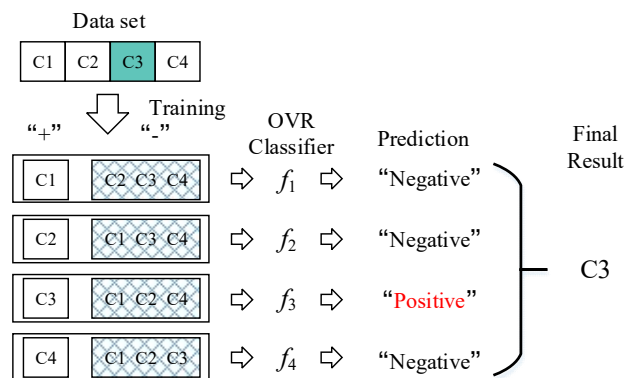 Data set
C1 C2 C3 C4
Training
“+” “-” OVR Classifier Prediction Final Result
C1 C2 C3 C4 f1 “Negative”
C2 C1 C3 C4 f2 “Negative”
C3 C1 C2 C4 f3 “Positive”
C4 C1 C2 C3 f4 “Negative”
C3